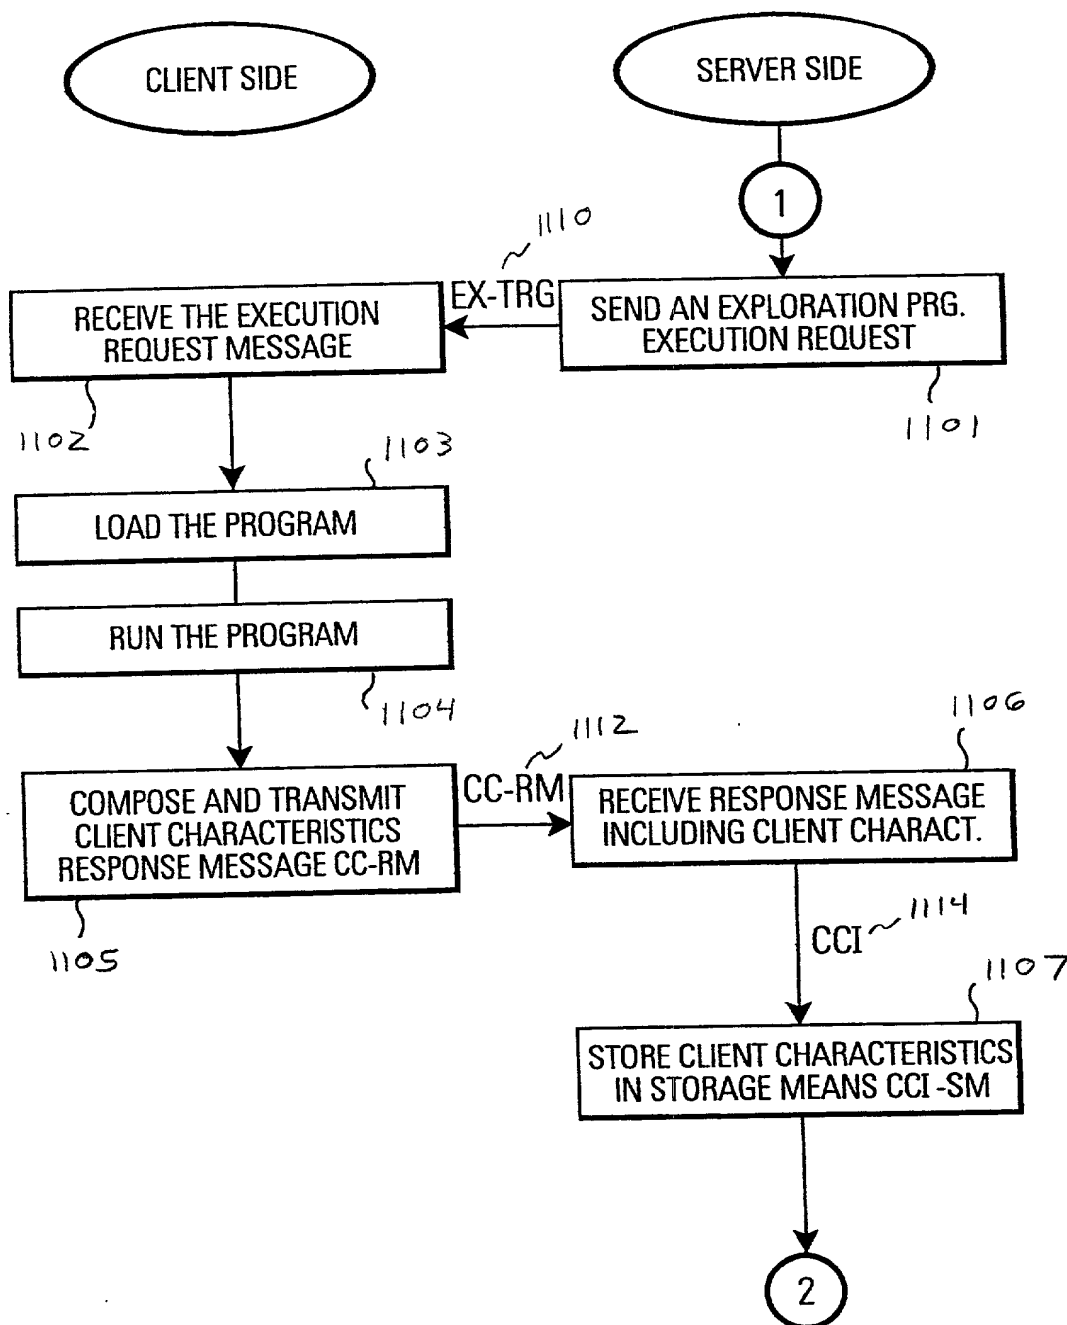 CLIENT SIDE
SERVER SIDE
1
1110
EX-TRG
RECEIVE THE EXECUTION
REQUEST MESSAGE
SEND AN EXPLORATION PRG.
EXECUTION REQUEST
1102
1101
1103
LOAD THE PROGRAM
RUN THE PROGRAM
1104
1112
1106
CC-RM
COMPOSE AND TRANSMIT
CLIENT CHARACTERISTICS
RESPONSE MESSAGE CC-RM
RECEIVE RESPONSE MESSAGE
INCLUDING CLIENT CHARACT.
1105
CCI
1114
1107
STORE CLIENT CHARACTERISTICS
IN STORAGE MEANS CCI-SM
2